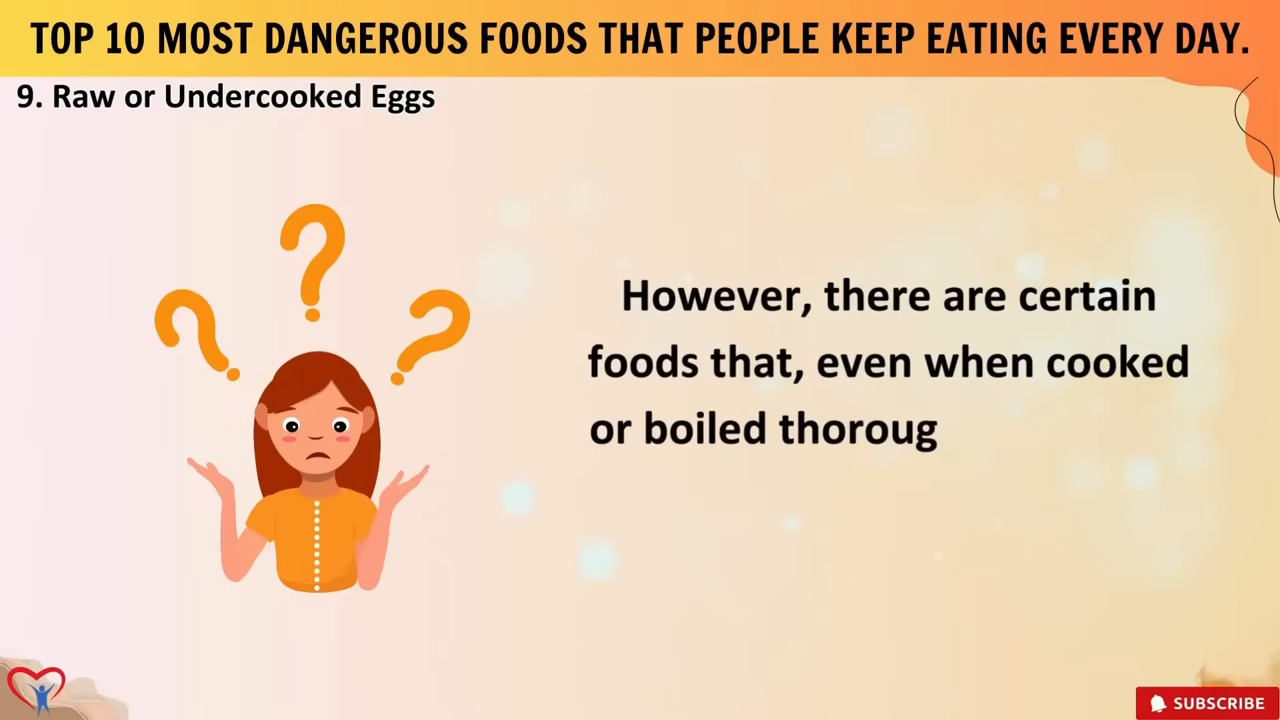 TOP 10 MOST DANGEROUS FOODS THAT PEOPLE KEEP EATING EVERY DAY.
9. Raw or Undercooked Eggs
However, there are certain
foods that, even when cooked
or boiled thoroug
SUBSCRIBE